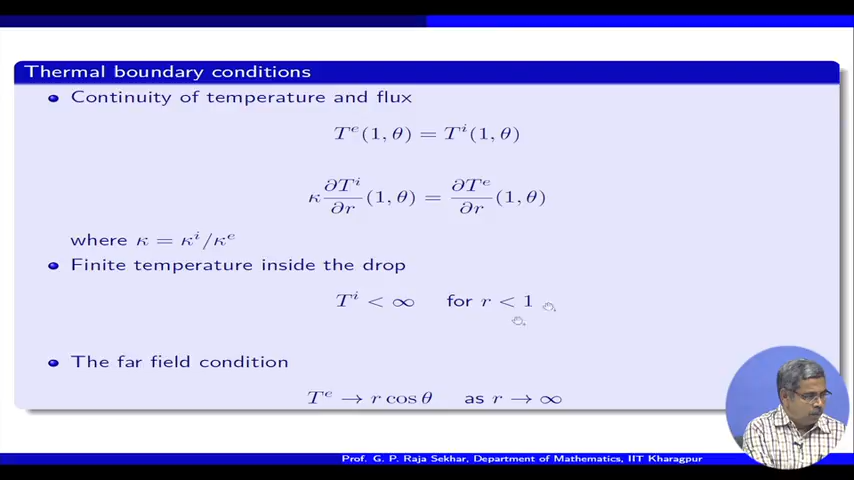 Thermal boundary conditions
Continuity of temperature and flux
T^e(1, θ) = T^i(1, θ)
κ ∂T^i/∂r (1, θ) = ∂T^e/∂r (1, θ)
where κ = κ^i/κ^e
Finite temperature inside the drop
T^i < ∞ for r < 1
The far field condition
T^e → r cos θ as r → ∞
Prof. G. P. Raja Sekhar, Department of Mathematics, IIT Kharagpur